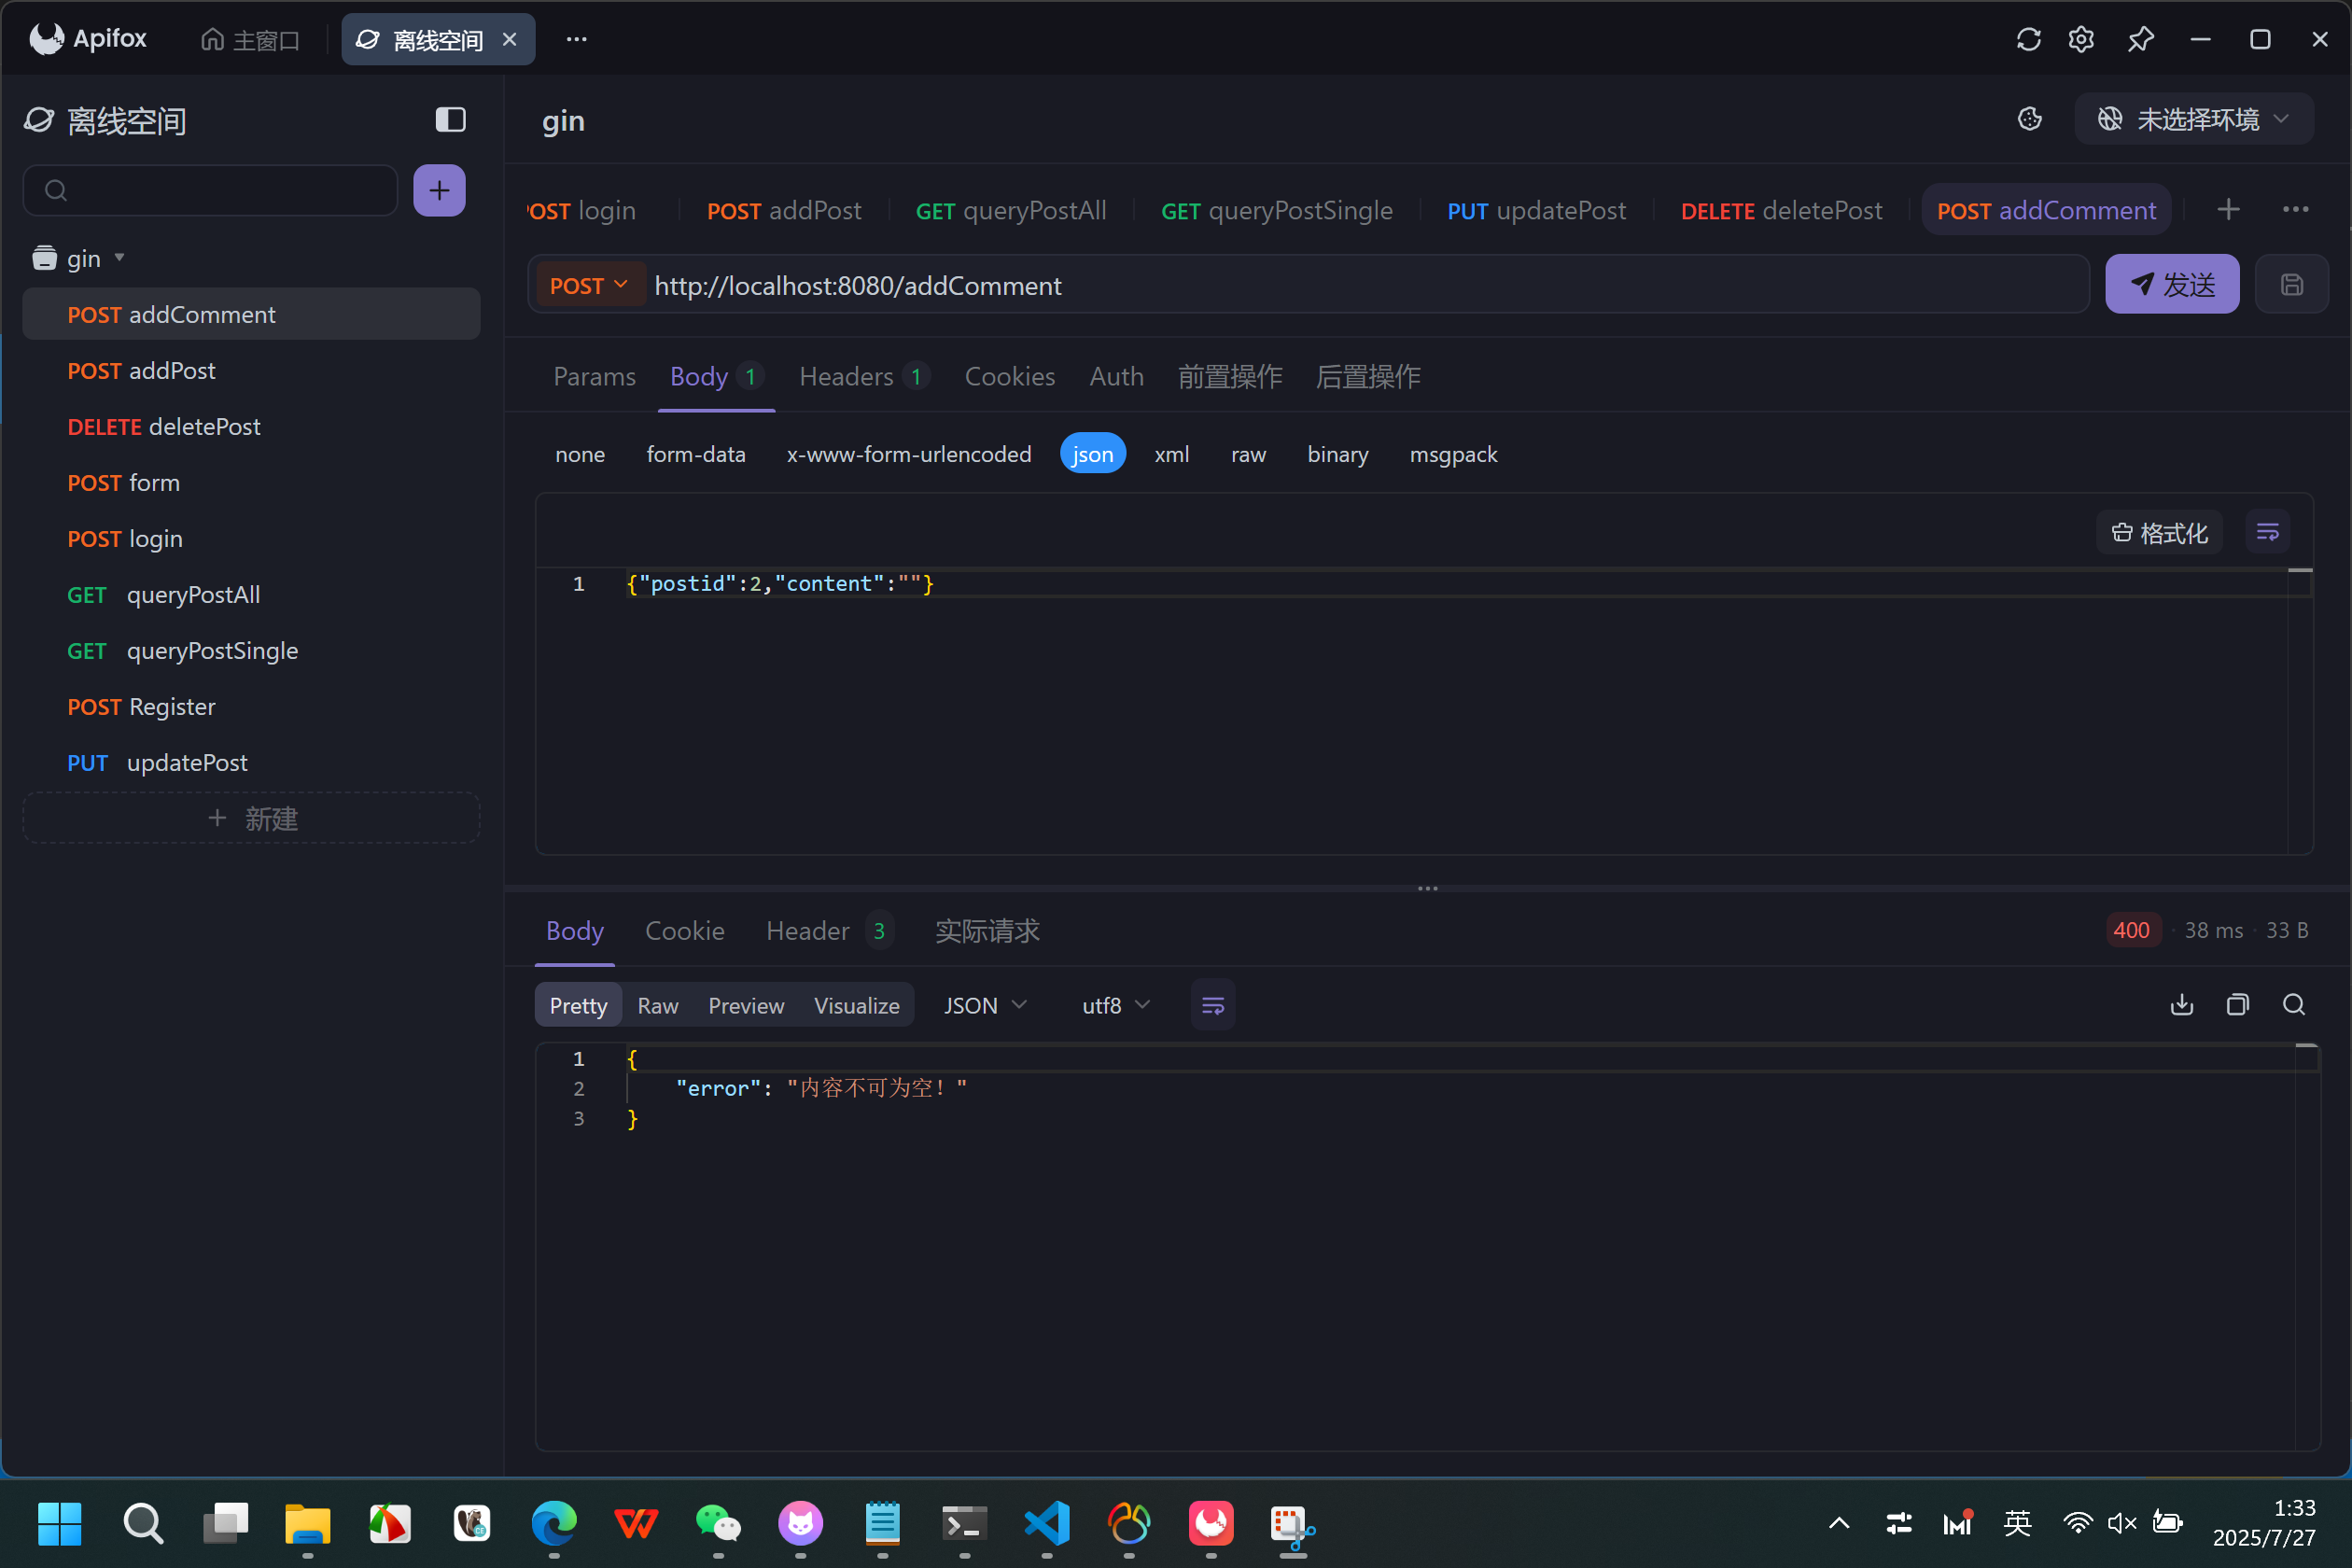 Apifox
主窗口
离线空间
离线空间
gin
POST addComment
POST addPost
DELETE deletePost
POST form
POST login
GET queryPostAll
GET queryPostSingle
POST Register
PUT updatePost
新建
gin
未选择环境
POST login
POST addPost
GET queryPostAll
GET queryPostSingle
PUT updatePost
DELETE deletePost
POST addComment
POST http://localhost:8080/addComment
发送
Params Body 1 Headers 1 Cookies Auth 前置操作 后置操作
none form-data x-www-form-urlencoded json xml raw binary msgpack
格式化
1 {"postid":2,"content":""}
Body Cookie Header 3 实际请求
400 · 38 ms · 33 B
Pretty Raw Preview Visualize JSON utf8
1 {
2 "error": "内容不可为空！"
3 }
英
1:33
2025/7/27